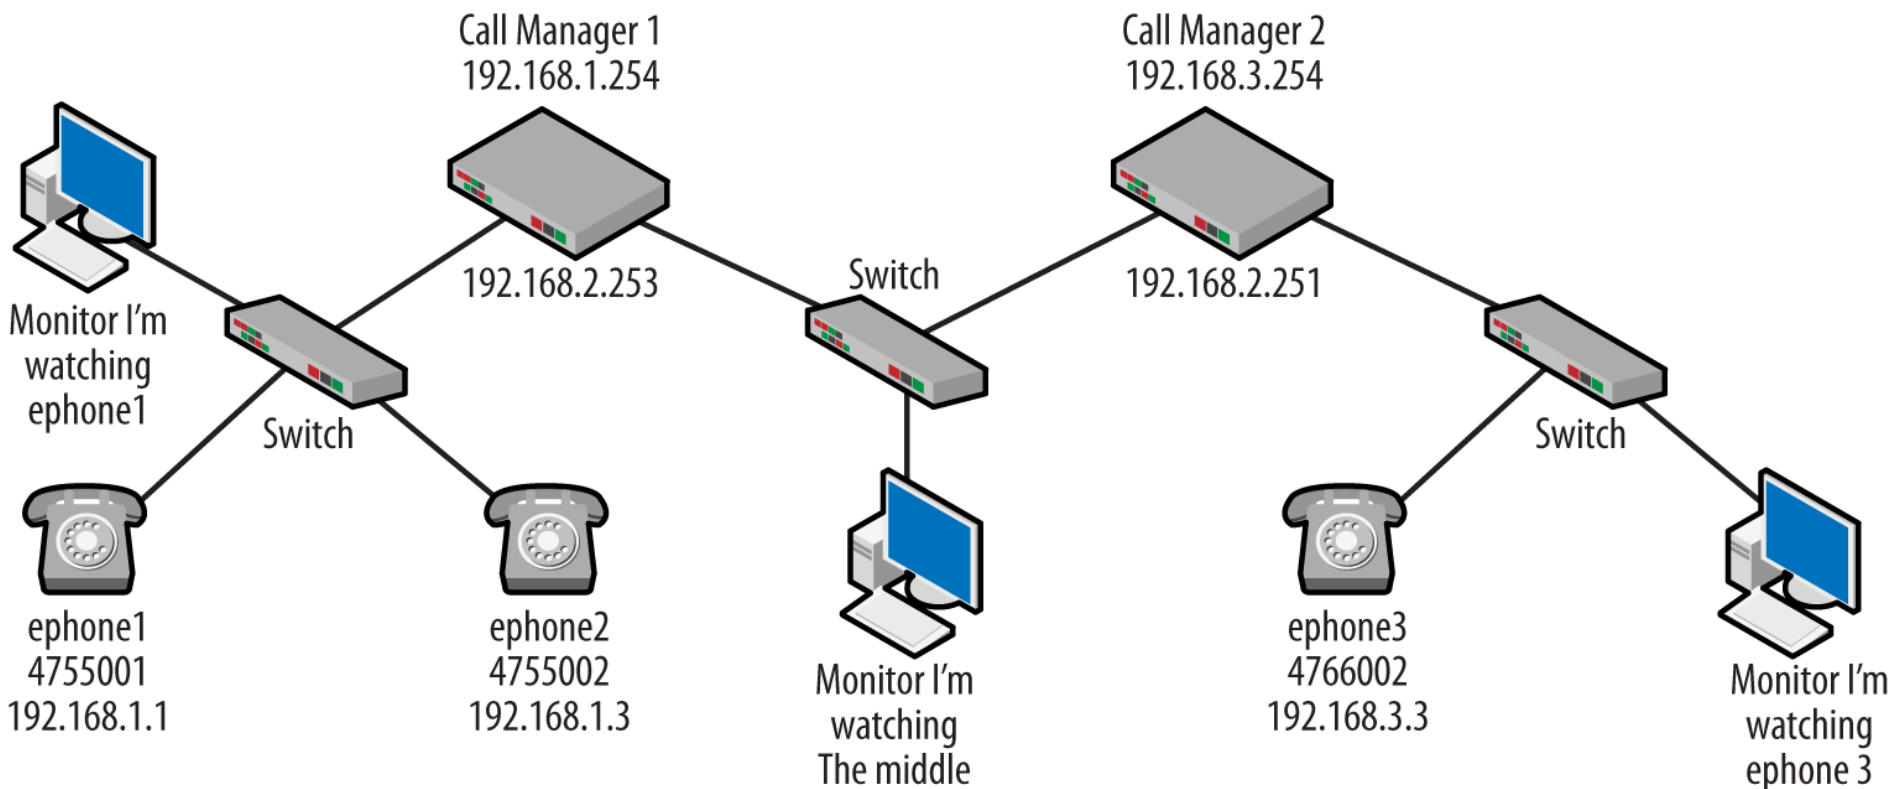 Call Manager 1
192.168.1.254
Call Manager 2
192.168.3.254
192.168.2.253
Switch
192.168.2.251
Monitor I'm
watching
ephone1
Switch
Switch
ephone1
4755001
192.168.1.1
ephone2
4755002
192.168.1.3
Monitor I'm
watching
The middle
ephone3
4766002
192.168.3.3
Monitor I'm
watching
ephone 3